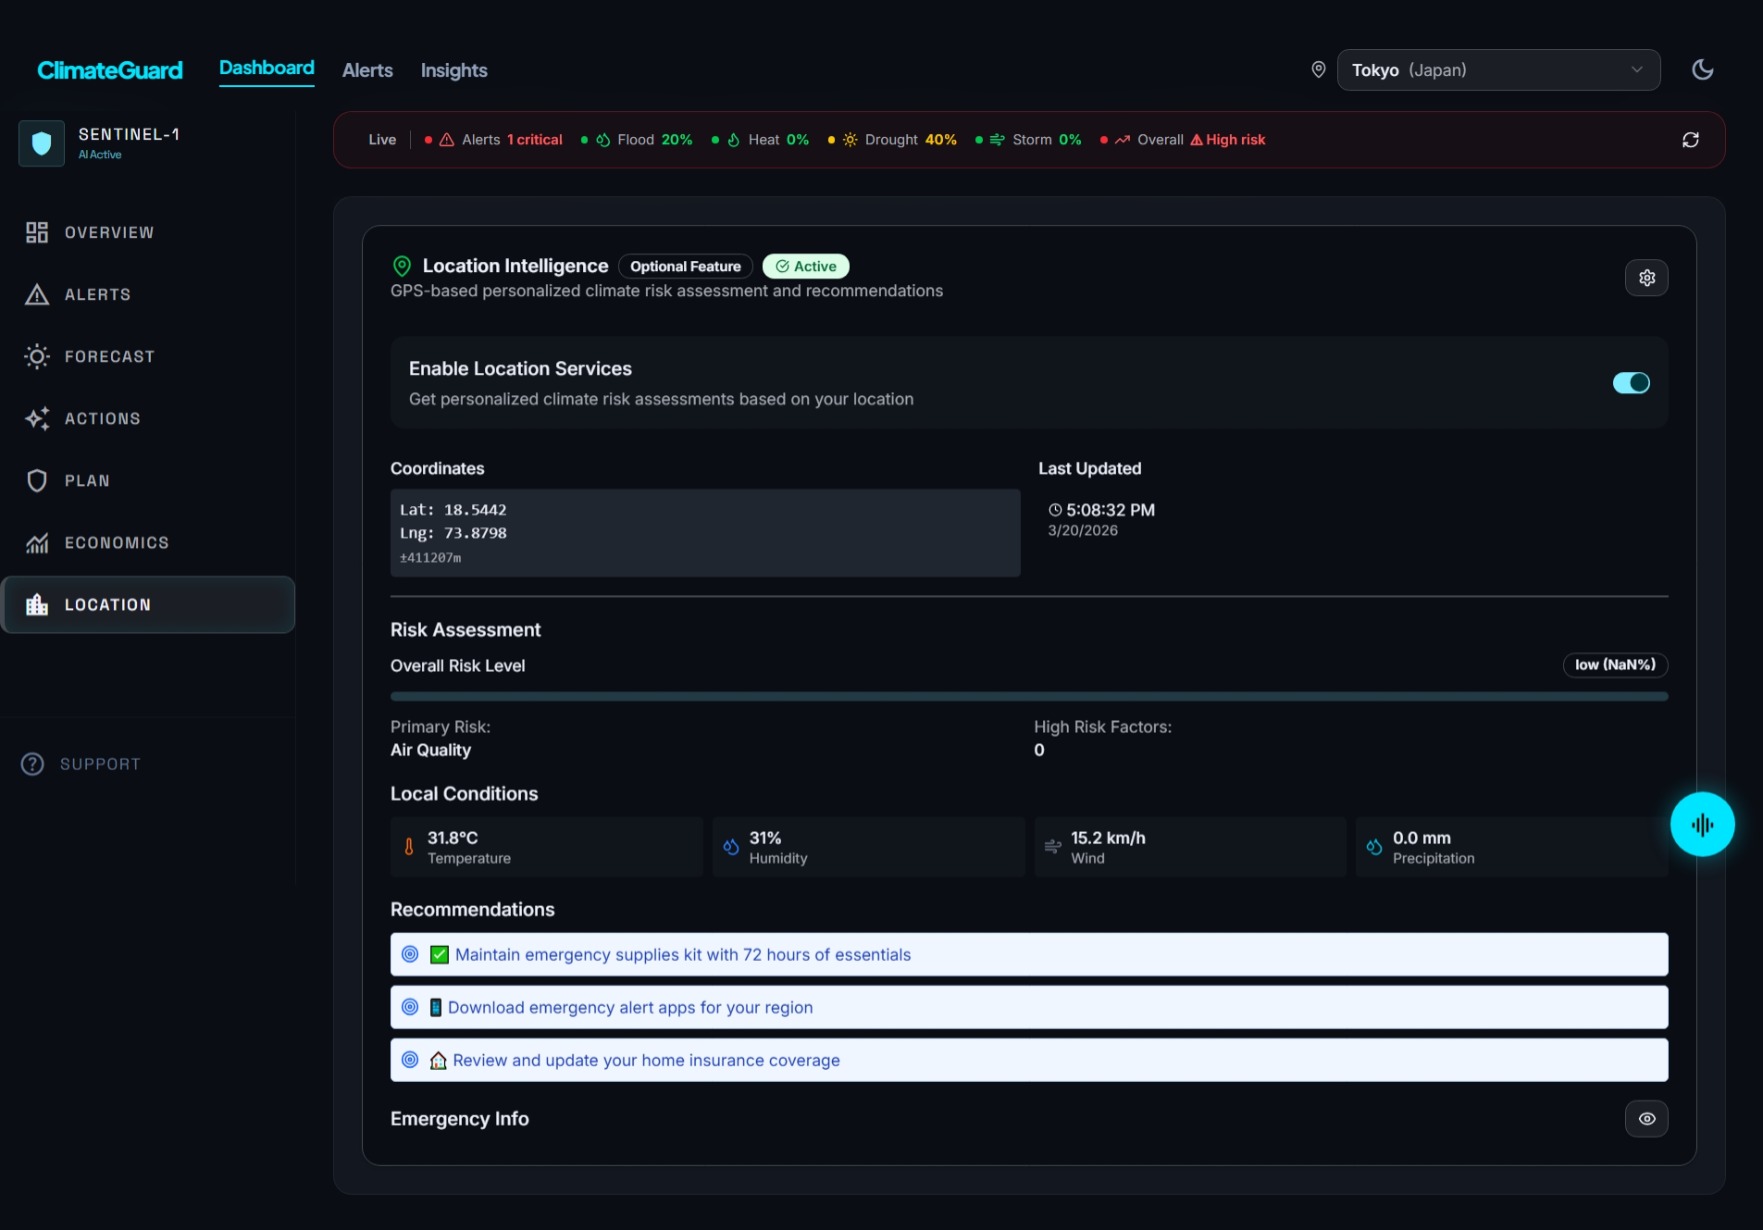 ClimateGuard
Dashboard
Alerts
Insights
Tokyo (Japan)
SENTINEL-1
AI Active
Live
Alerts 1 critical
Flood 20%
Heat 0%
Drought 40%
Storm 0%
Overall High risk
OVERVIEW
ALERTS
FORECAST
ACTIONS
PLAN
ECONOMICS
LOCATION
SUPPORT
Location Intelligence
Optional Feature
Active
GPS-based personalized climate risk assessment and recommendations
Enable Location Services
Get personalized climate risk assessments based on your location
Coordinates
Lat: 18.5442
Lng: 73.8798
±411207m
Last Updated
5:08:32 PM
3/20/2026
Risk Assessment
Overall Risk Level
low (NaN%)
Primary Risk:
Air Quality
High Risk Factors:
0
Local Conditions
31.8°C
Temperature
31%
Humidity
15.2 km/h
Wind
0.0 mm
Precipitation
Recommendations
✅ Maintain emergency supplies kit with 72 hours of essentials
📱 Download emergency alert apps for your region
🏠 Review and update your home insurance coverage
Emergency Info